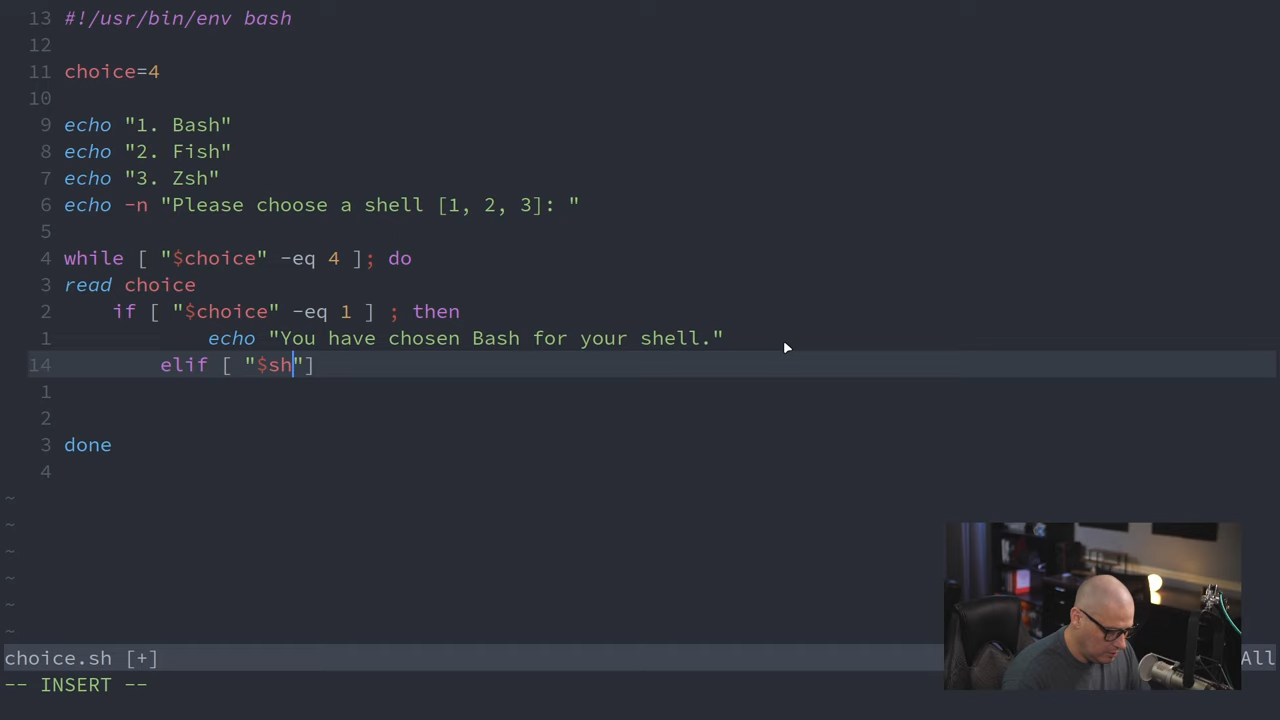 13 #!/usr/bin/env bash
12
11 choice=4
10
9 echo "1. Bash"
8 echo "2. Fish"
7 echo "3. Zsh"
6 echo -n "Please choose a shell [1, 2, 3]: "
5
4 while [ "$choice" -eq 4 ]; do
3 read choice
2 if [ "$choice" -eq 1 ] ; then
1 echo "You have chosen Bash for your shell."
14 elif [ "$sh"]
1
2
3 done
4
~
~
~
~
~
~
choice.sh [+] All
-- INSERT --